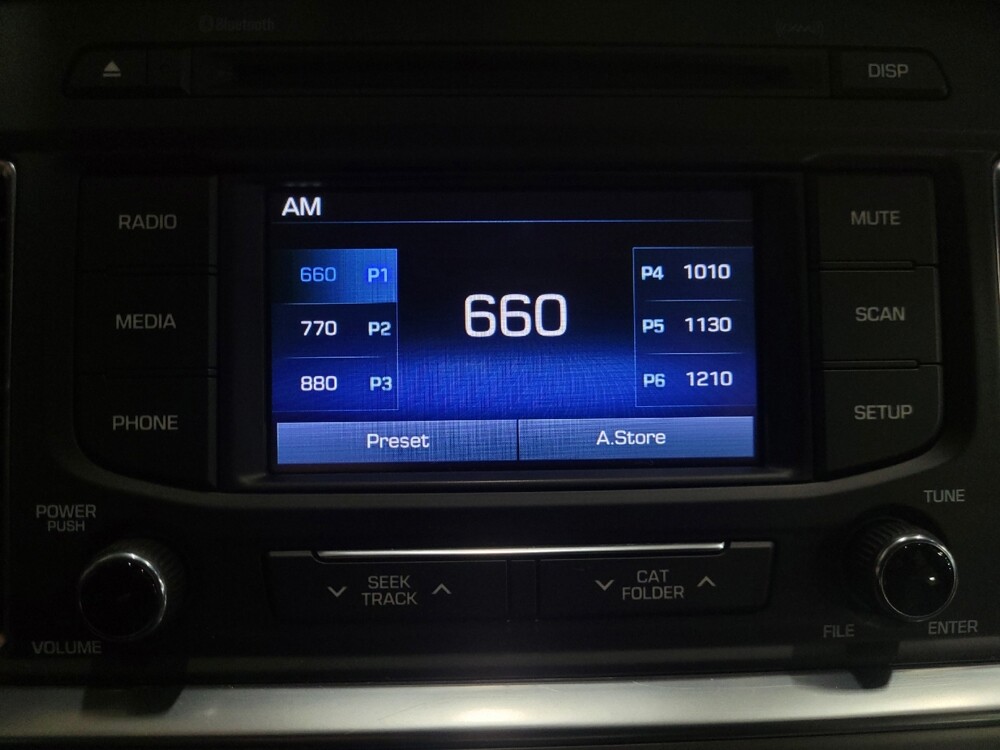 Bluetooth
DISP
RADIO
MEDIA
PHONE
AM
660 P1
770 P2
880 P3
660
P4 1010
P5 1130
P6 1210
Preset
A.Store
MUTE
SCAN
SETUP
POWER
PUSH
VOLUME
SEEK
TRACK
CAT
FOLDER
TUNE
FILE
ENTER